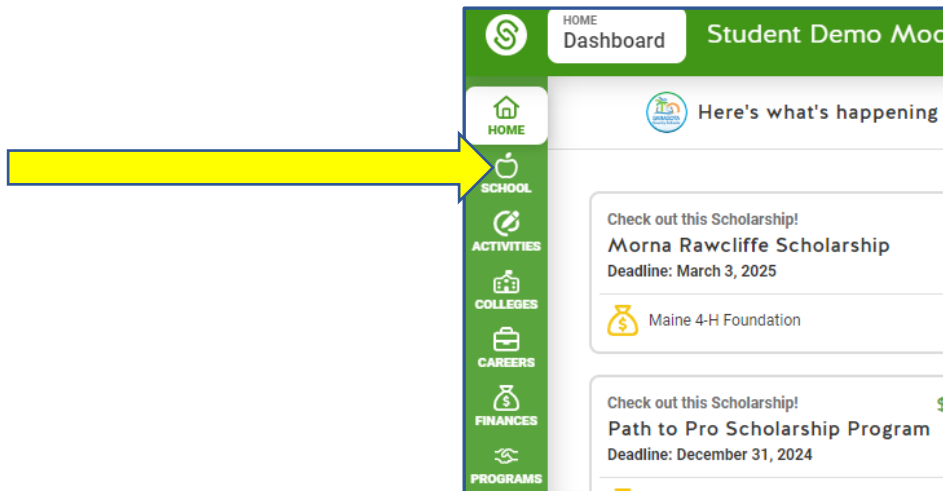 HOME
Dashboard
Student Demo
HOME
Here's what's happening
SCHOOL
ACTIVITIES
COLLEGES
CAREERS
FINANCES
PROGRAMS
Check out this Scholarship!
Morna Rawcliffe Scholarship
Deadline: March 3, 2025
$
Maine 4-H Foundation
Check out this Scholarship!
Path to Pro Scholarship Program
Deadline: December 31, 2024